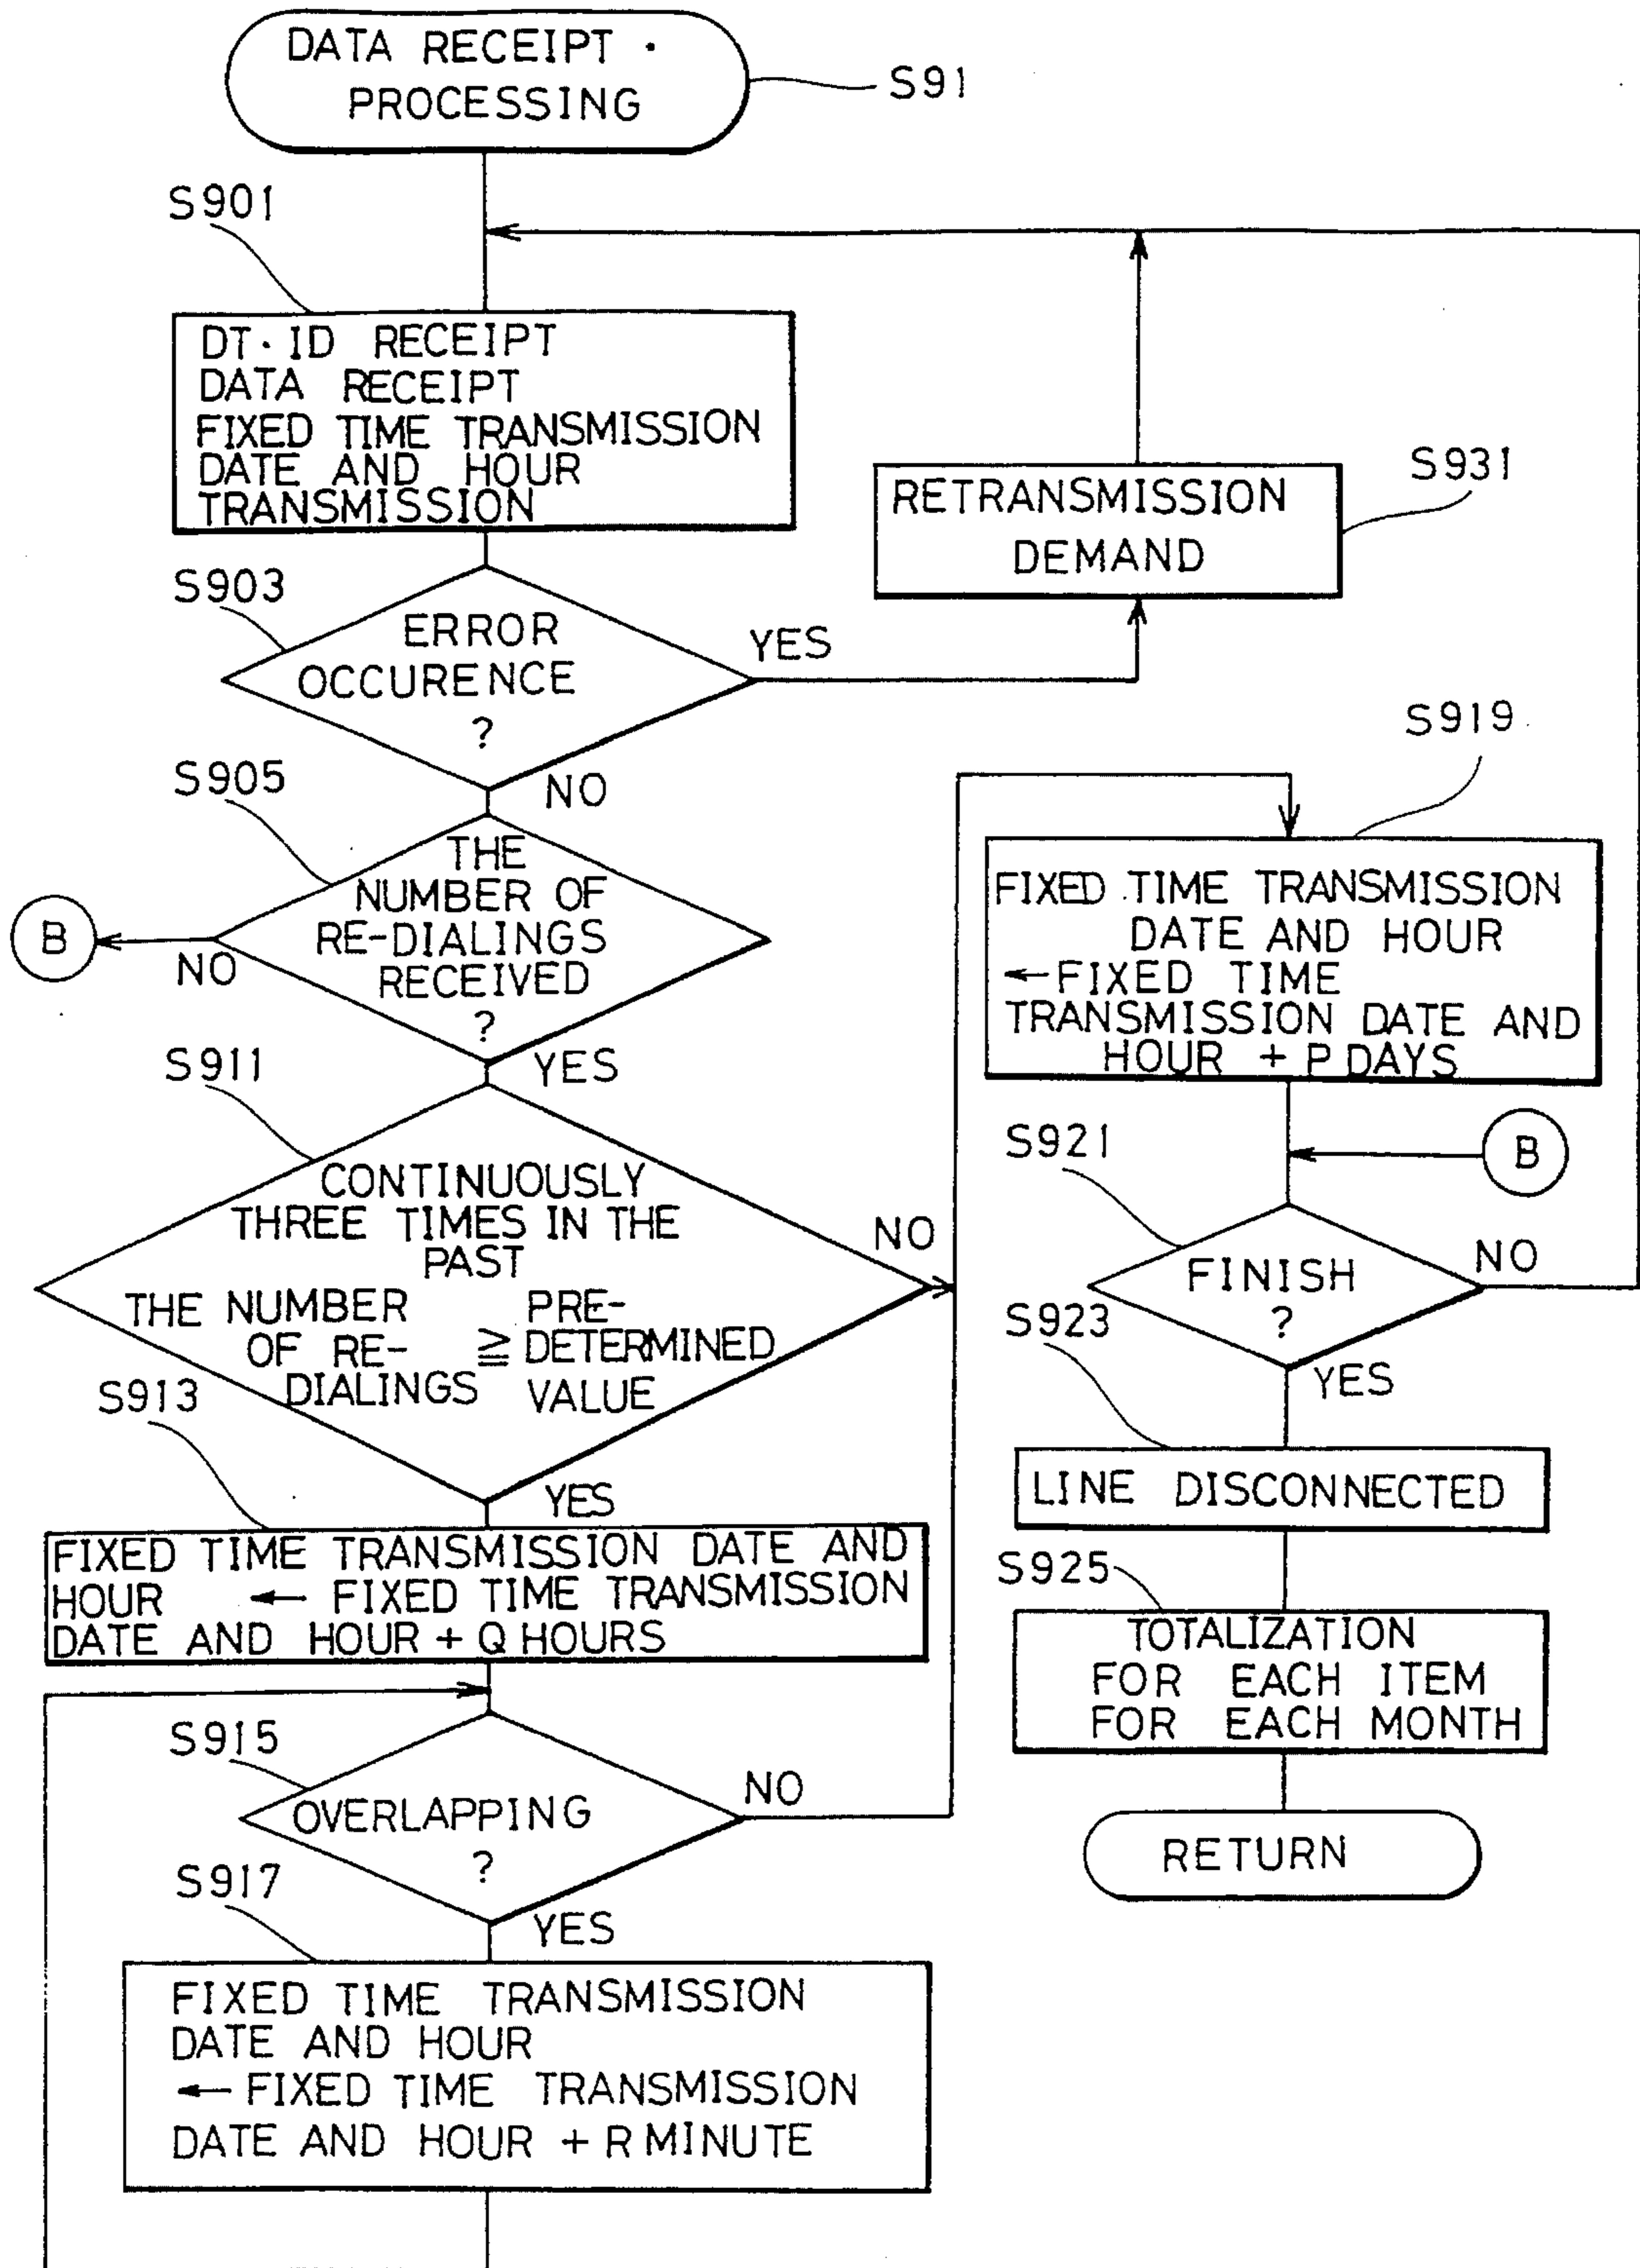 DATA RECEIPT ·
PROCESSING
S91
S901
DT·ID RECEIPT
DATA RECEIPT
FIXED TIME TRANSMISSION
DATE AND HOUR
TRANSMISSION
S931
RETRANSMISSION
DEMAND
S903
ERROR
OCCURENCE
?
YES
NO
S905
THE
NUMBER OF
RE-DIALINGS
RECEIVED
?
B
NO
YES
S911
CONTINUOUSLY
THREE TIMES IN THE
PAST
THE NUMBER
OF RE-
DIALINGS
≧
PRE-
DETERMINED
VALUE
NO
YES
S913
FIXED TIME TRANSMISSION DATE AND
HOUR ← FIXED TIME TRANSMISSION
DATE AND HOUR + Q HOURS
S915
OVERLAPPING
?
NO
YES
S917
FIXED TIME TRANSMISSION
DATE AND HOUR
← FIXED TIME TRANSMISSION
DATE AND HOUR + R MINUTE
S919
FIXED TIME TRANSMISSION
DATE AND HOUR
← FIXED TIME
TRANSMISSION DATE AND
HOUR + P DAYS
B
S921
FINISH
?
NO
YES
S923
LINE DISCONNECTED
S925
TOTALIZATION
FOR EACH ITEM
FOR EACH MONTH
RETURN